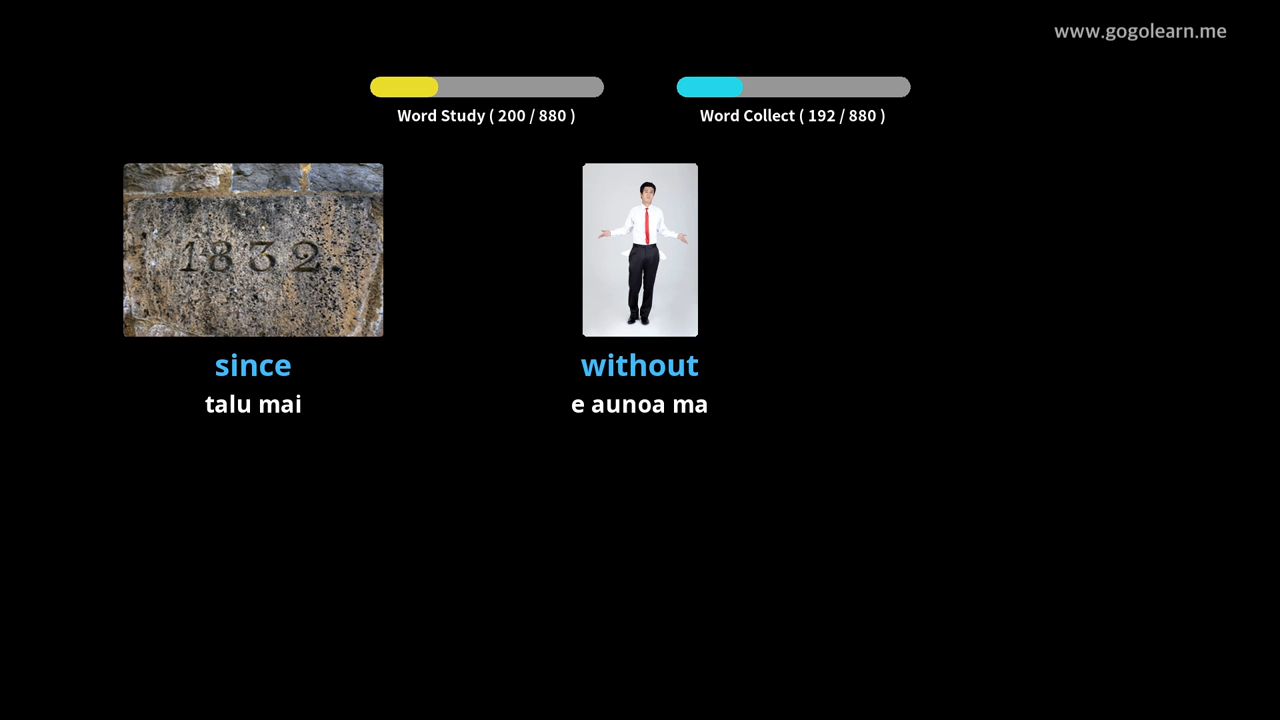 www.gogolearn.me
Word Study ( 200 / 880 )
Word Collect ( 192 / 880 )
1832.
since
talu mai
without
e aunoa ma